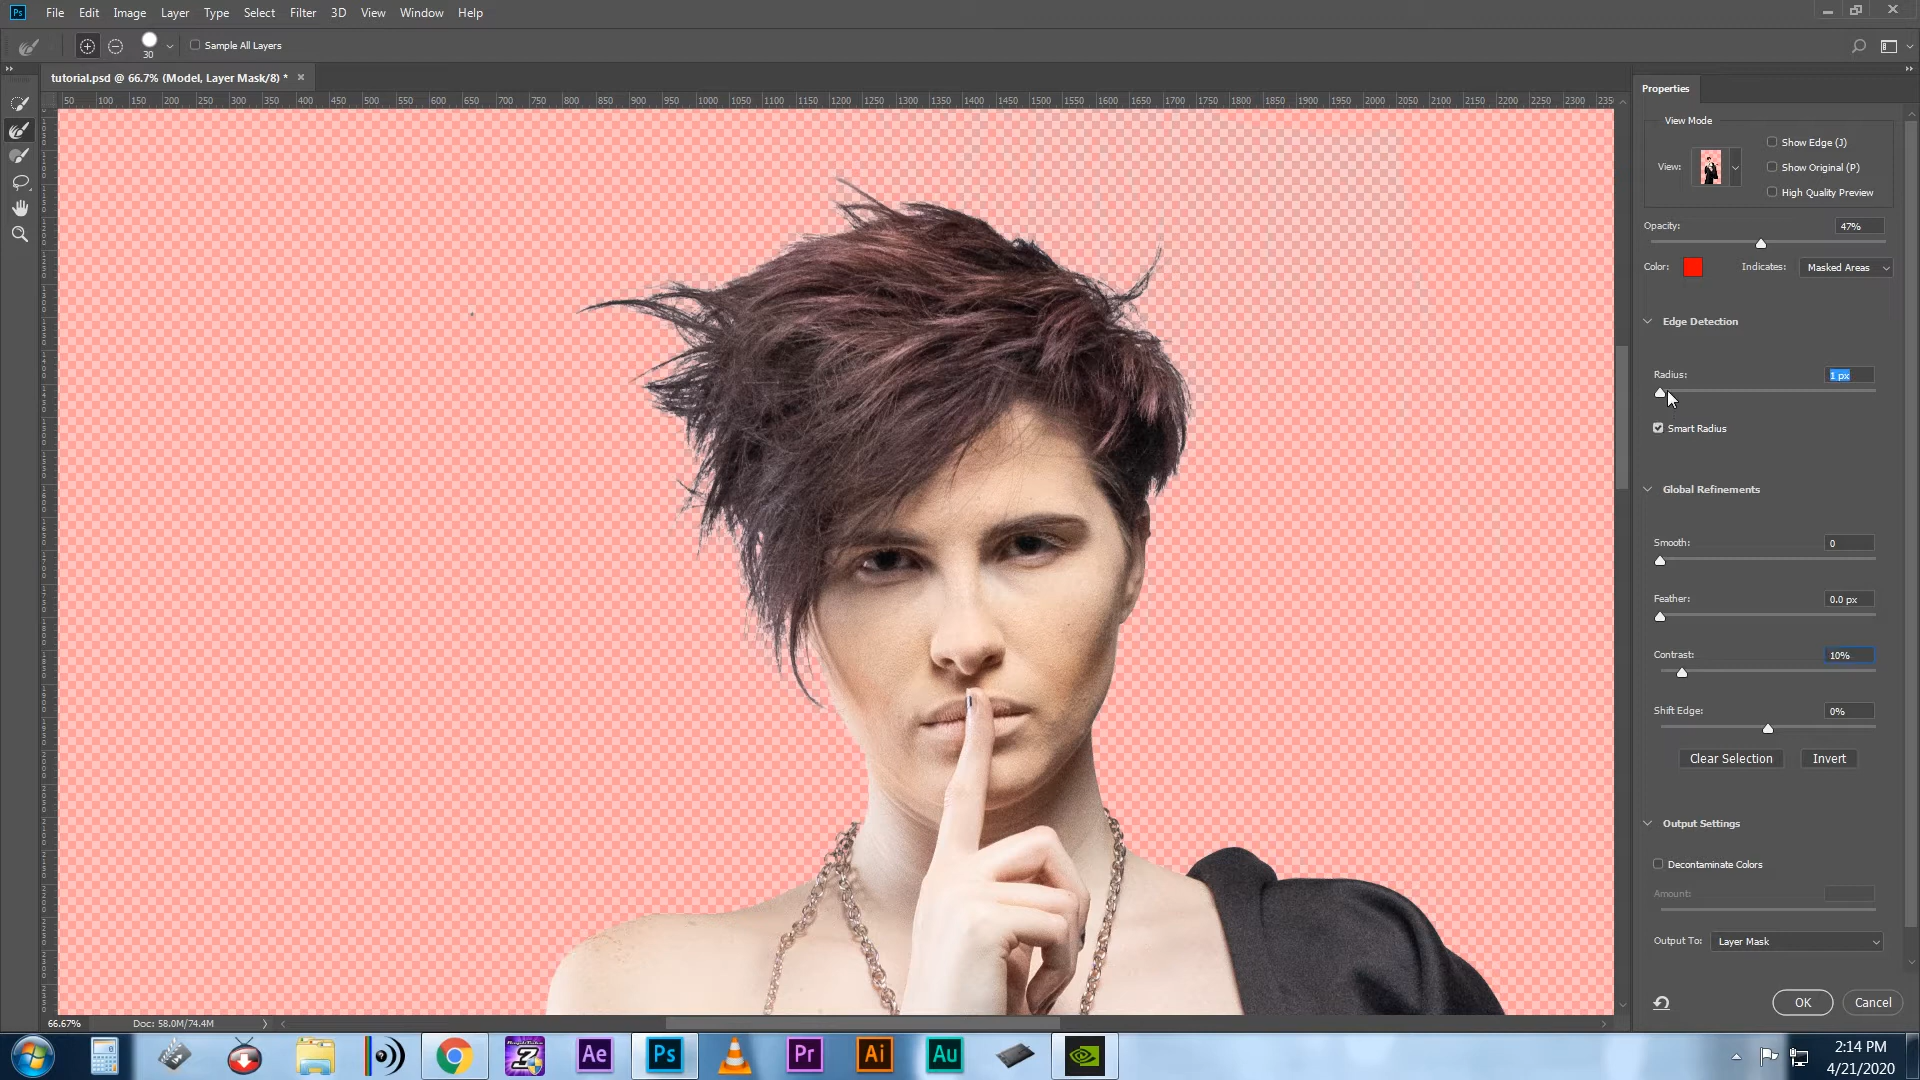 Ps File Edit Image Layer Type Select Filter 3D View Window Help
30 Sample All Layers
tutorial.psd @ 66.7% (Model, Layer Mask/8) * ×
50 100 150 200 250 300 350 400 450 500 550 600 650 700 750 800 850 900 950 1000 1050 1100 1150 1200 1250 1300 1350 1400 1450 1500 1550 1600 1650 1700 1750 1800 1850 1900 1950 2000 2050 2100 2150 2200 2250 2300 235
Properties
View Mode
Show Edge (J)
View:
Show Original (P)
High Quality Preview
Opacity: 47%
Color: Indicates: Masked Areas
Edge Detection
Radius: 1 px
Smart Radius
Global Refinements
Smooth: 0
Feather: 0.0 px
Contrast: 10%
Shift Edge: 0%
Clear Selection Invert
Output Settings
Decontaminate Colors
Amount:
Output To: Layer Mask
OK Cancel
66.67% Doc: 58.0M/74.4M
Ae Ps Pr Ai Au
2:14 PM
4/21/2020